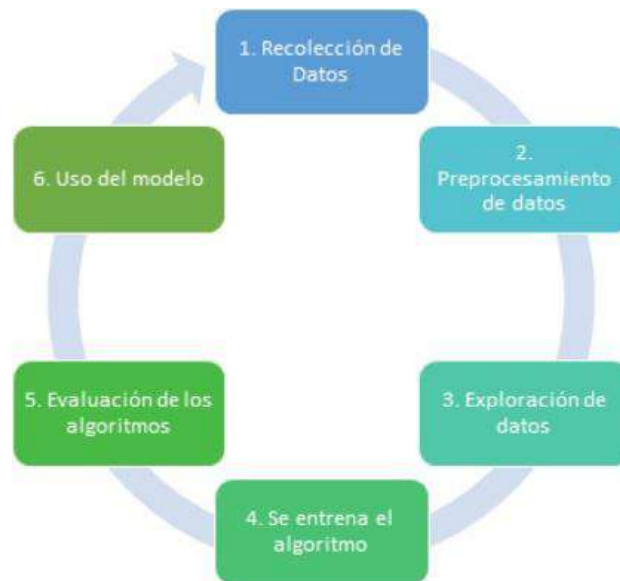 1. Recolección de
Datos
2.
Preprocesamiento
de datos
3. Exploración de
datos
4. Se entrena el
algoritmo
5. Evaluación de los
algoritmos
6. Uso del modelo